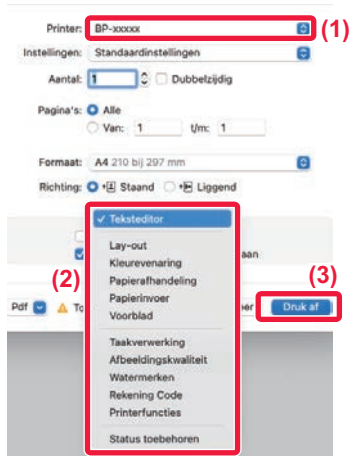 Printer: BP-xxxxx (1)
Instellingen: Standaardinstellingen
Aantal: 1 Dubbelzijdig
Pagina's: Alle
Van: 1 t/m: 1
Formaat: A4 210 bij 297 mm
Richting: Staand Liggend
✓ Teksteditor
Lay-out
Kleurevenaring aan
(2) Papierafhandeling (3)
Papierinvoer
Pdf Voorblad Druk af
Taakverwerking
Afbeeldingskwaliteit
Watermerken
Rekening Code
Printerfuncties
Status toebehoren